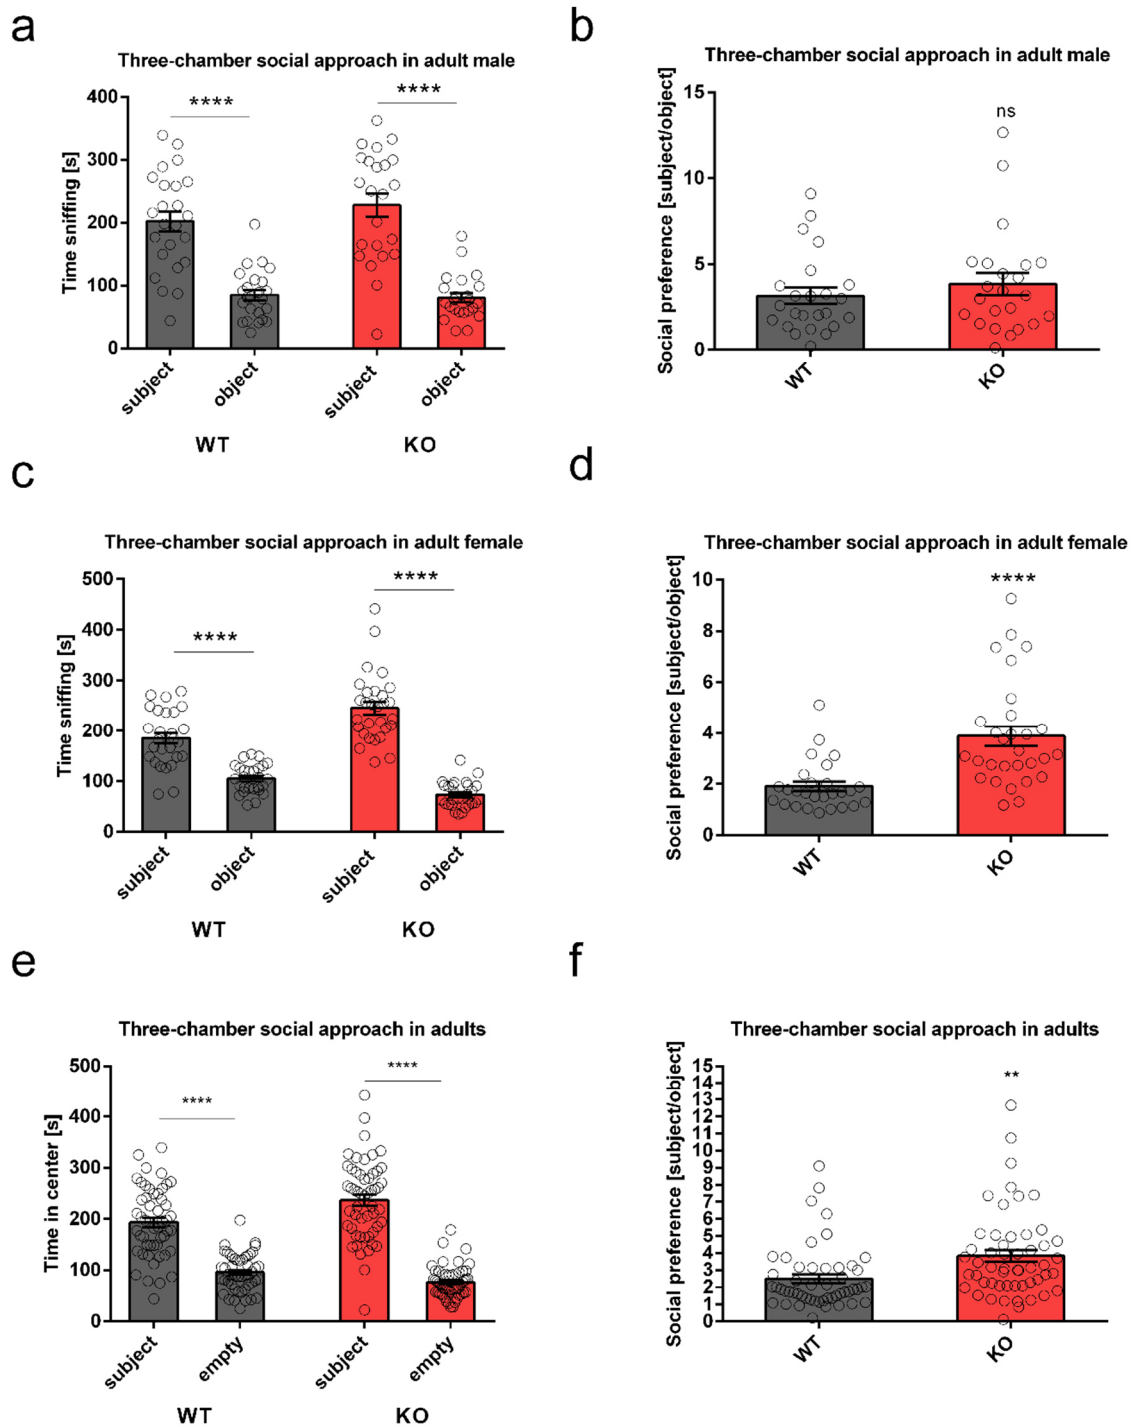 a
Three-chamber social approach in adult male
Time sniffing [s]
400
300
200
100
0
****
****
subject
object
subject
object
WT
KO
b
Three-chamber social approach in adult male
Social preference [subject/object]
15
10
5
0
ns
WT
KO
c
Three-chamber social approach in adult female
Time sniffing [s]
500
400
300
200
100
0
****
****
subject
object
subject
object
WT
KO
d
Three-chamber social approach in adult female
Social preference [subject/object]
10
8
6
4
2
0
****
WT
KO
e
Three-chamber social approach in adults
Time in center [s]
500
400
300
200
100
0
****
****
subject
empty
subject
empty
WT
KO
f
Three-chamber social approach in adults
Social preference [subject/object]
15
14
13
12
11
10
9
8
7
6
5
4
3
2
1
0
**
WT
KO